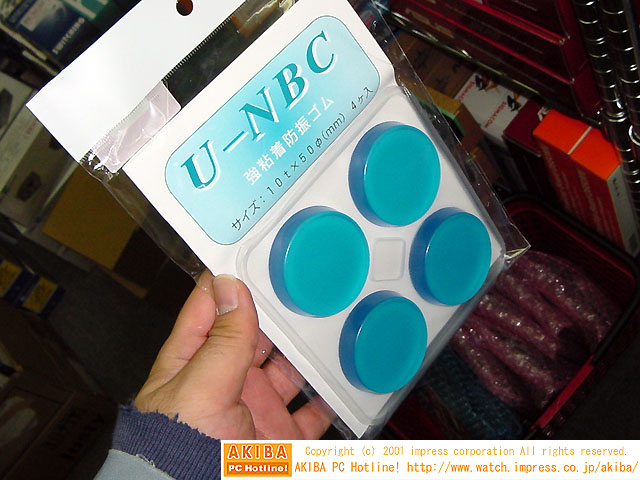 U-NBC
強粘着防振ゴム
サイズ:10t×50φ(mm) 4ヶ入
AKIBA
PC Hotline!
Copyright (c) 2001 impress corporation All rights reserved.
AKIBA PC Hotline! http://www.watch.impress.co.jp/akiba/